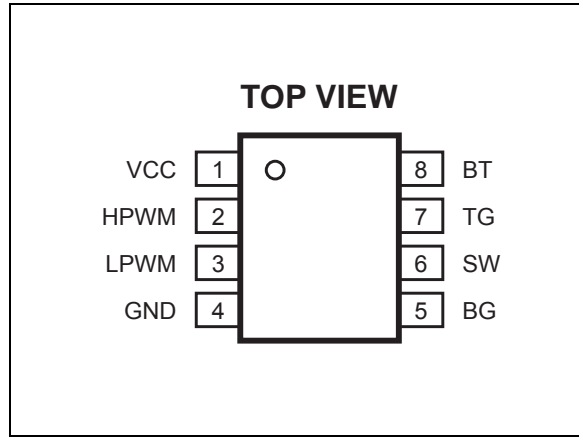 TOP VIEW
VCC 1 8 BT
HPWM 2 7 TG
LPWM 3 6 SW
GND 4 5 BG